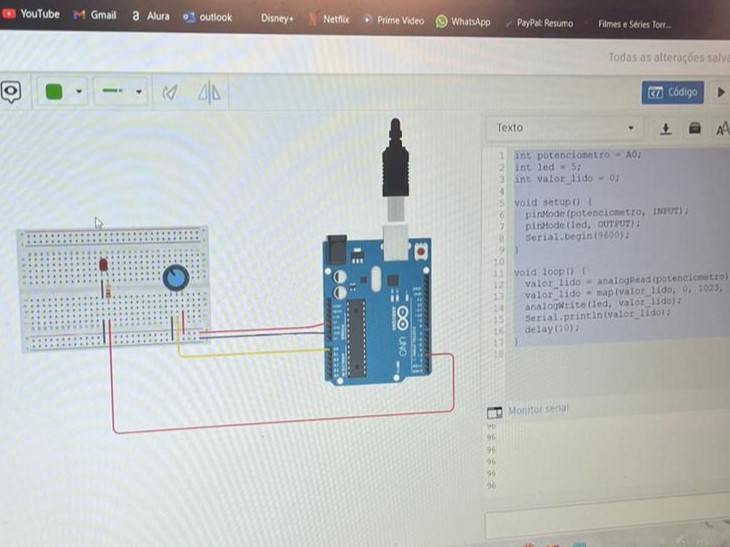 YouTube Gmail a Alura outlook Disney+ Netflix Prime Video WhatsApp PayPal: Resumo Filmes e Séries Torr...
Todas as alterações salva
Código
Texto
1 int potenciometro = A0;
2 int led = 5;
3 int valor_lido = 0;
4
5 void setup() {
6 pinMode(potenciometro, INPUT);
7 pinMode(led, OUTPUT);
8 Serial.begin(9600);
9 }
10
11 void loop() {
12 valor_lido = analogRead(potenciometro)
13 valor_lido = map(valor_lido, 0, 1023,
14 analogWrite(led, valor_lido);
15 Serial.println(valor_lido);
16 delay(10);
17 }
18
UNO
Monitor serial
96
96
96
96
96
96